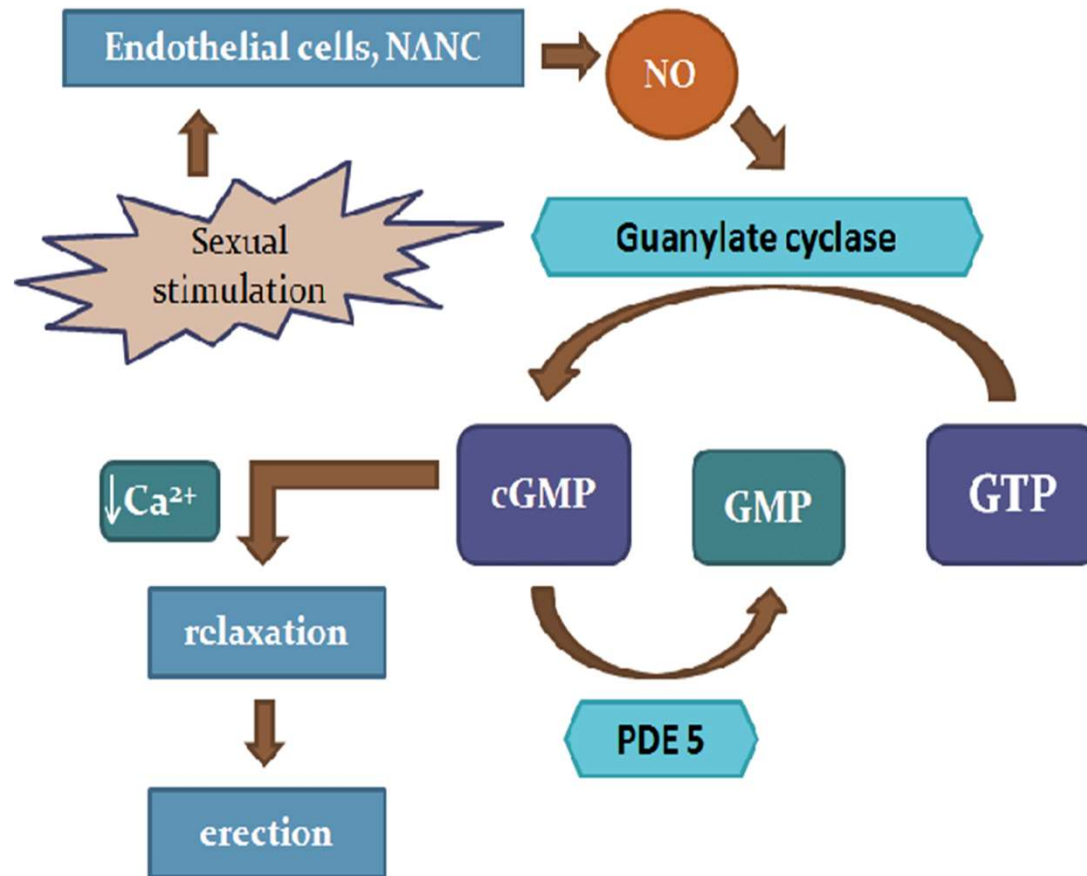 Endothelial cells, NANC
NO
Sexual
stimulation
Guanylate cyclase
↓Ca²⁺
cGMP
GMP
GTP
relaxation
PDE 5
erection